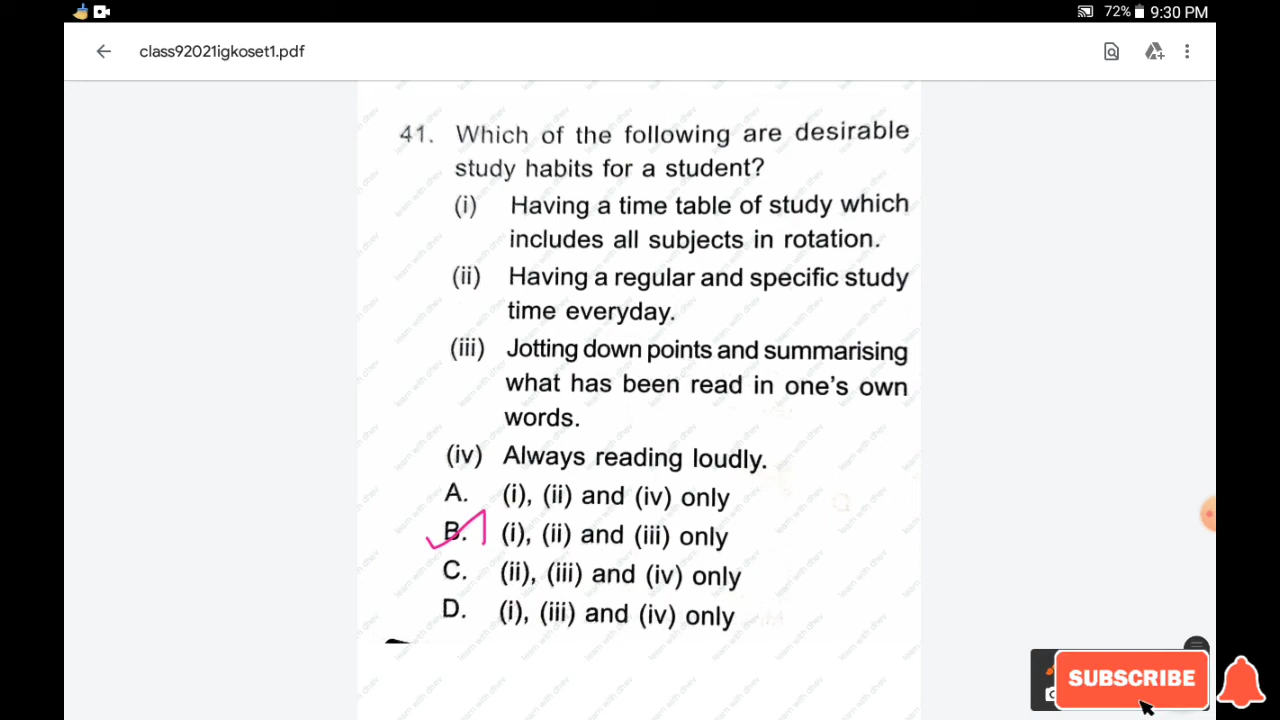 72% 9:30 PM
class92021igkoset1.pdf
41. Which of the following are desirable
study habits for a student?
(i) Having a time table of study which
includes all subjects in rotation.
(ii) Having a regular and specific study
time everyday.
(iii) Jotting down points and summarising
what has been read in one's own
words.
(iv) Always reading loudly.
A. (i), (ii) and (iv) only
B. (i), (ii) and (iii) only
C. (ii), (iii) and (iv) only
D. (i), (iii) and (iv) only
SUBSCRIBE
learn with dhev